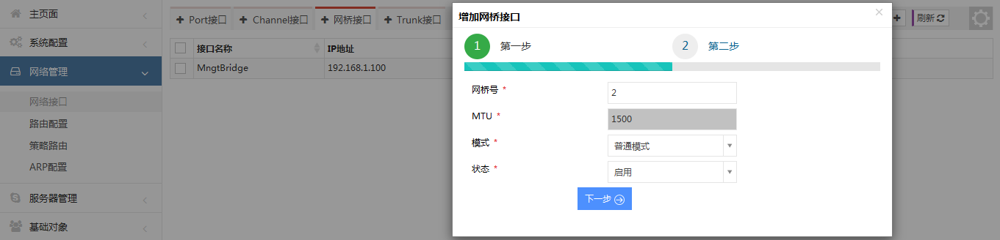 主页面
系统配置
网络管理
网络接口
路由配置
策略路由
ARP配置
服务器管理
基础对象
+ Port接口
+ Channel接口
+ 网桥接口
+ Trunk接口
+
刷新
接口名称
IP地址
MngtBridge
192.168.1.100
增加网桥接口
×
1 第一步
2 第二步
网桥号 *
2
MTU *
1500
模式 *
普通模式
状态 *
启用
下一步